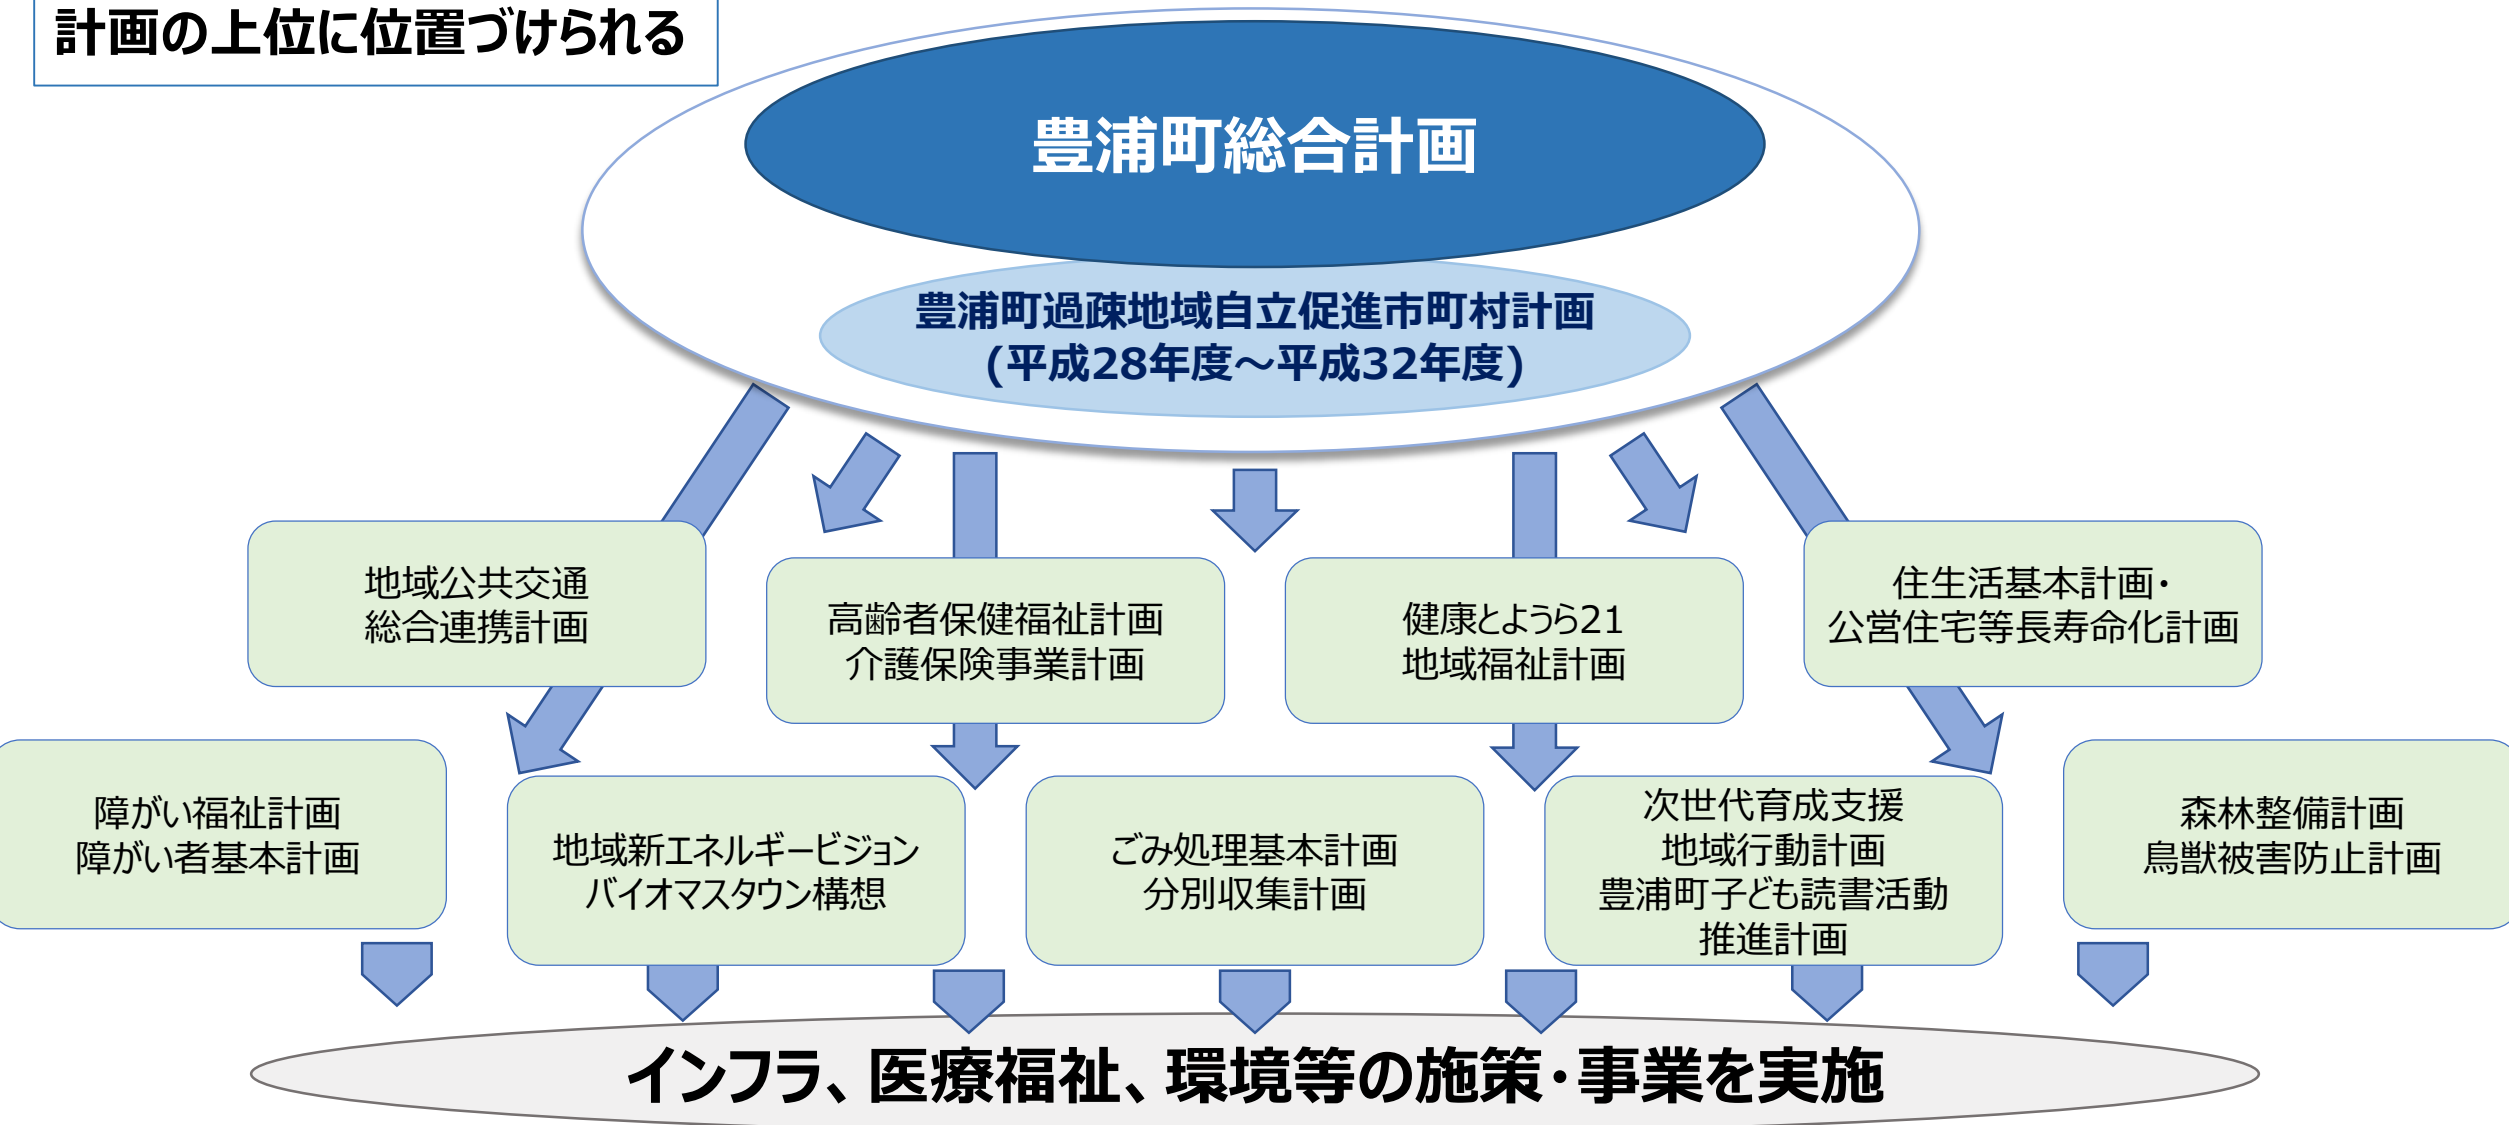 計画の上位に位置づけられる
豊浦町総合計画
豊浦町過疎地域自立促進市町村計画
(平成28年度～平成32年度)
地域公共交通
総合連携計画
高齢者保健福祉計画
介護保険事業計画
健康とようら21
地域福祉計画
住生活基本計画・
公営住宅等長寿命化計画
障がい福祉計画
障がい者基本計画
地域新エネルギービジョン
バイオマスタウン構想
ごみ処理基本計画
分別収集計画
次世代育成支援
地域行動計画
豊浦町子ども読書活動
推進計画
森林整備計画
鳥獣被害防止計画
インフラ、医療福祉、環境等の施策・事業を実施